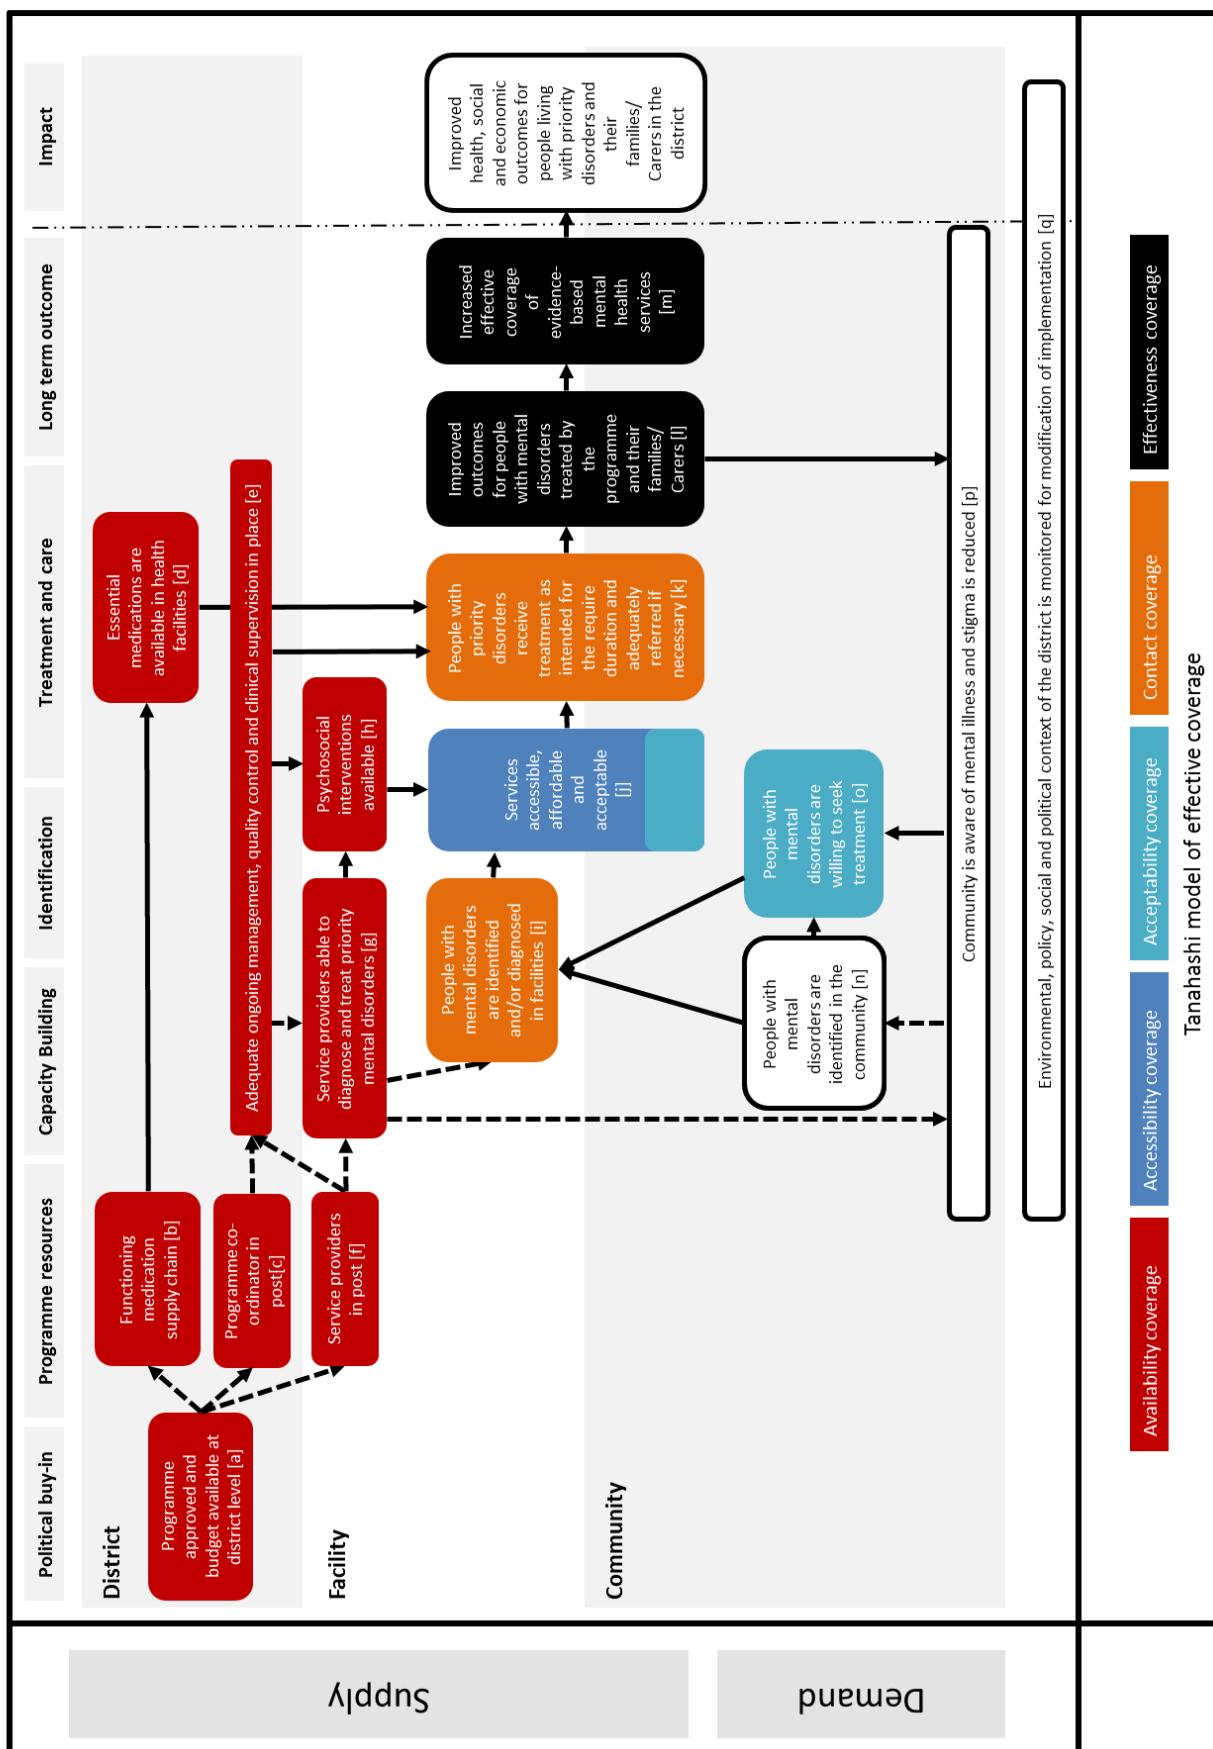 Political buy-in
Programme resources
Capacity Building
Identification
Treatment and care
Long term outcome
Impact
District
Programme
approved and
budget available at
district level [a]
Functioning
medication
supply chain [b]
Programme co-
ordinator in
post[c]
Essential
medications are
available in health
facilities [d]
Adequate ongoing management, quality control and clinical supervision in place [e]
Facility
Service providers
in post [f]
Service providers able to
diagnose and treat priority
mental disorders [g]
Psychosocial
interventions
available [h]
People with
mental disorders
are identified
and/or diagnosed
in facilities [i]
Services
accessible,
affordable
and
acceptable
[j]
People with
priority
disorders
receive
treatment as
intended for
the require
duration and
adequately
referred if
necessary [k]
Improved
outcomes
for people
with mental
disorders
treated by
the
programme
and their
families/
Carers [l]
Increased
effective
coverage
of
evidence-
based
mental
health
services
[m]
Improved
health, social
and economic
outcomes for
people living
with priority
disorders and
their
families/
Carers in the
district
Community
People with
mental
disorders are
identified in the
community [n]
People with
mental
disorders are
willing to seek
treatment [o]
Community is aware of mental illness and stigma is reduced [p]
Environmental, policy, social and political context of the district is monitored for modification of implementation [q]
Supply
Demand
Availability coverage
Accessibility coverage
Acceptability coverage
Contact coverage
Effectiveness coverage
Tanahashi model of effective coverage